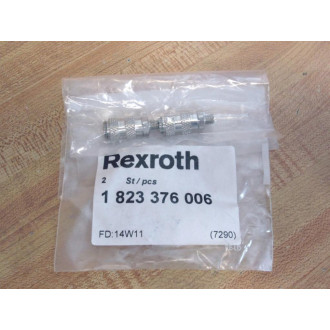 Rexroth
2 St/pcs
1 823 376 006
FD:14W11 (7290)